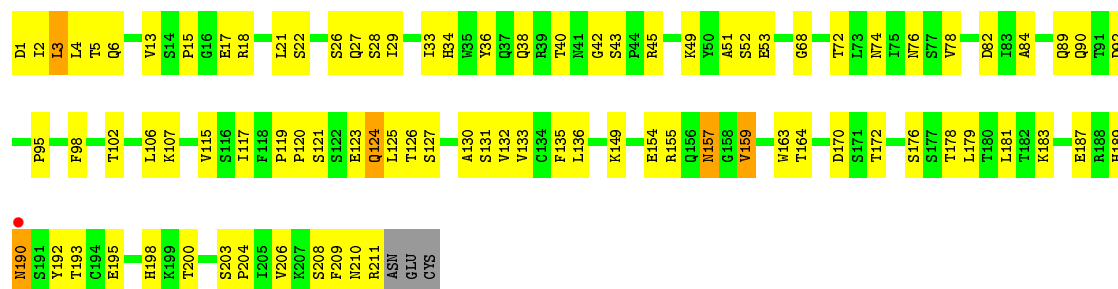 D1 I2 L3 L4 T5 Q6 V13 S14 P15 G16 E17 R18 L21 S22 S26 Q27 S28 I29 I33 H34 W35 Y36 Q37 Q38 R39 T40 N41 G42 S43 P44 R45 K49 Y50 A51 S52 E53 G68 T72 L73 N74 I75 N76 S77 V78 D82 I83 A84 Q89 Q90 T91
P95 F98 T102 L106 K107 V115 S116 I117 F118 P119 P120 S121 S122 E123 Q124 L125 T126 S127 A130 S131 V132 V133 C134 F135 L136 K149 E154 R155 Q156 N157 G158 V159 W163 T164 D170 S171 T172 S176 S177 T178 L179 T180 L181 T182 K183 E187 R188 H189
N190 S191 Y192 T193 C194 E195 H198 K199 T200 S203 P204 I205 V206 K207 S208 F209 N210 R211 ASN GLU CYS